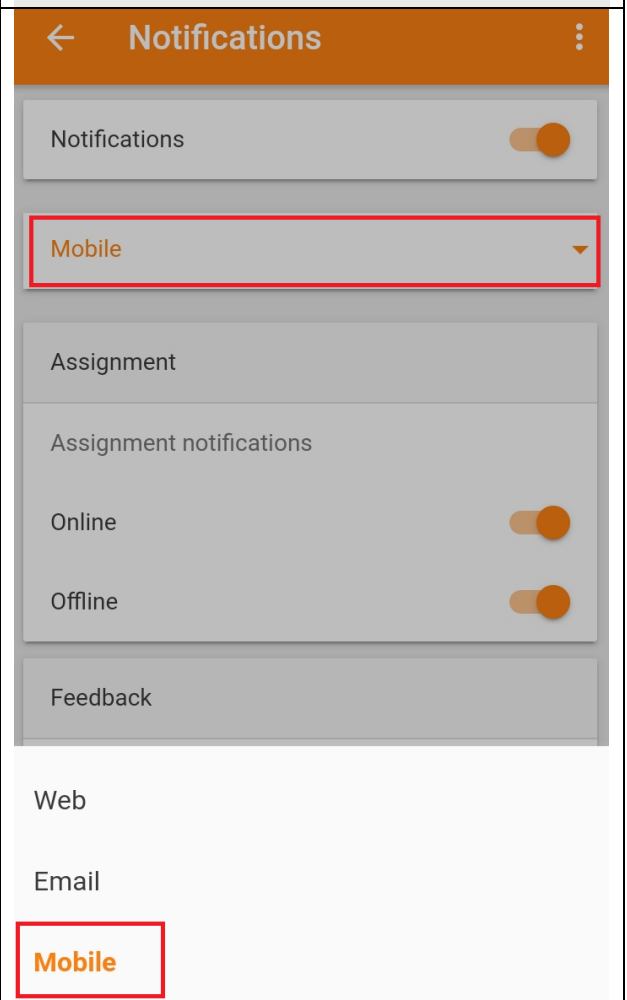 Notifications
Notifications
Mobile
Assignment
Assignment notifications
Online
Offline
Feedback
Web
Email
Mobile